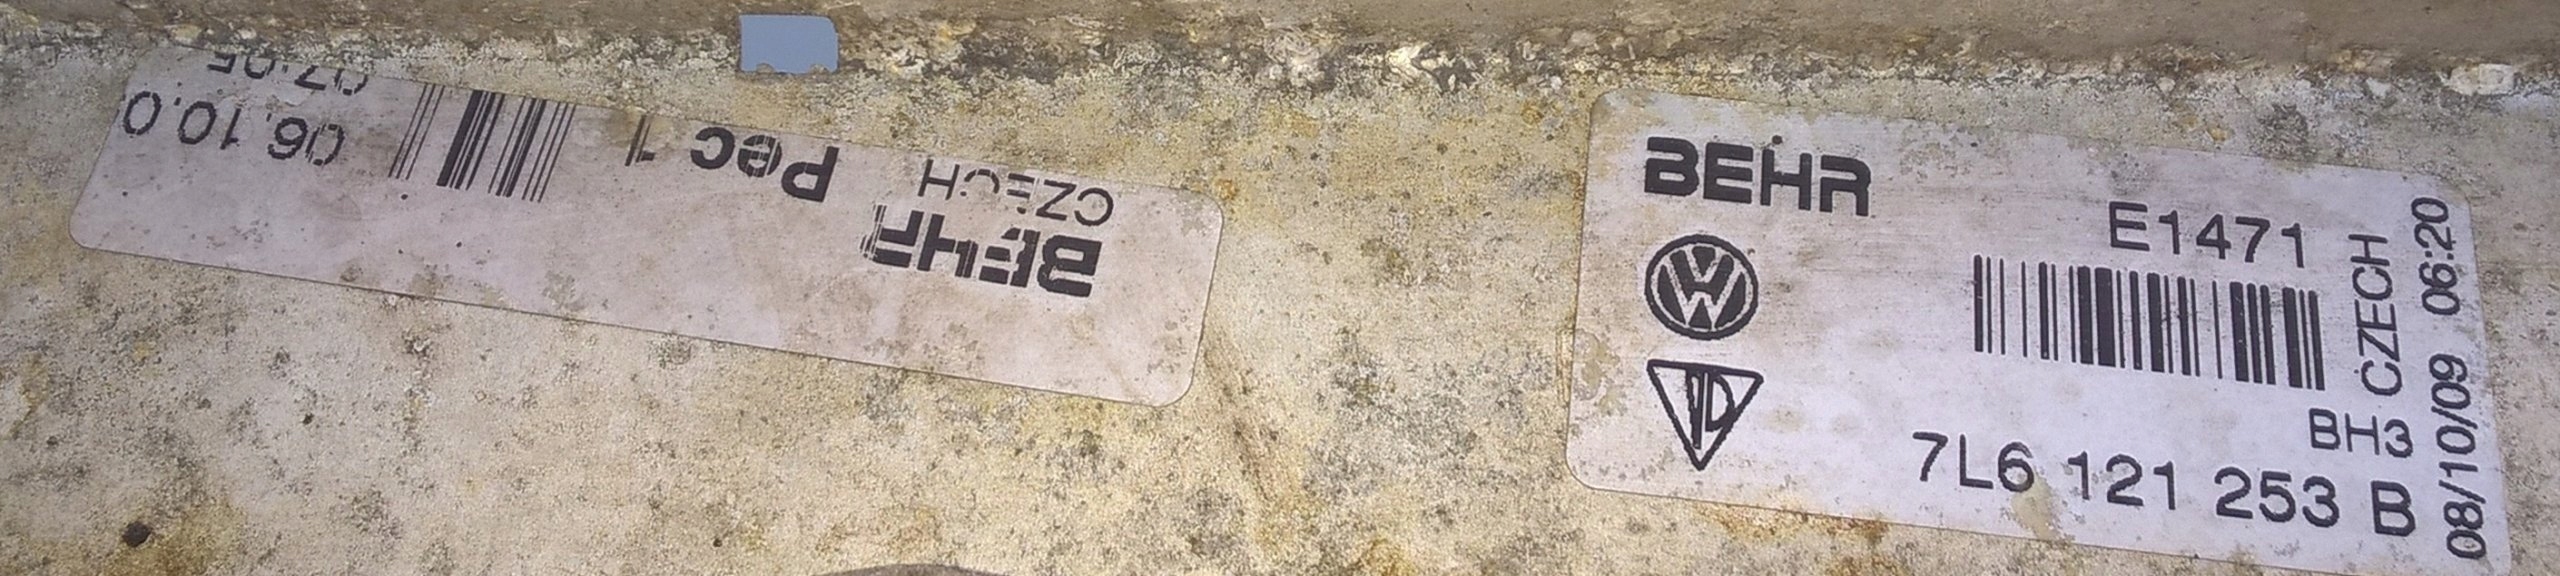 BEHR
CZECH
Pec 1
06.10.0
07:05
BEHR
E1471
CZECH
BH3
7L6 121 253 B
08/10/09 06:20